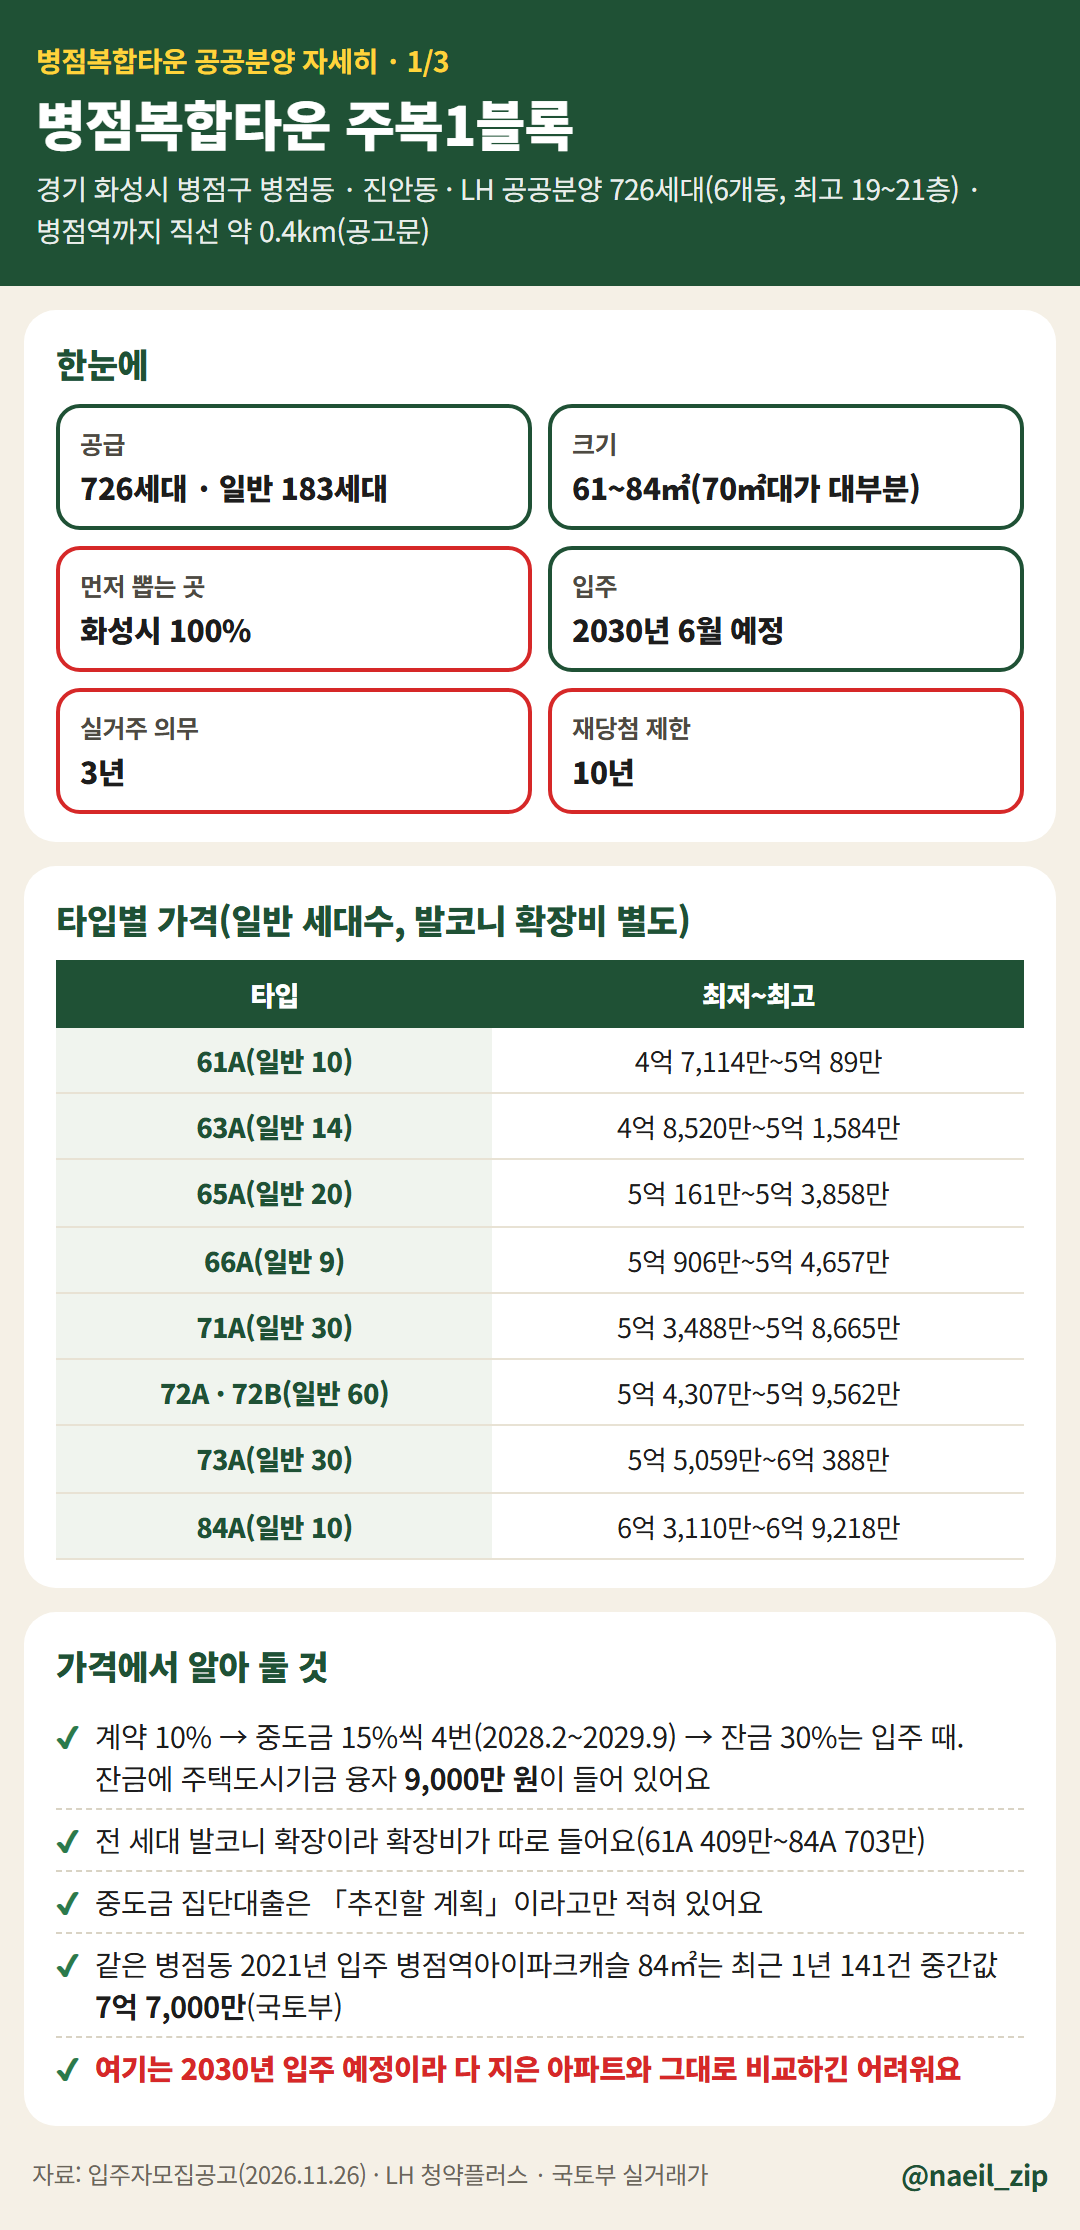 병점복합타운 공공분양 자세히 · 1/3
병점복합타운 주복1블록
경기 화성시 병점구 병점동 · 진안동 · LH 공공분양 726세대(6개동, 최고 19~21층) ·
병점역까지 직선 약 0.4km(공고문)
한눈에
공급
726세대 · 일반 183세대
크기
61~84㎡(70㎡대가 대부분)
먼저 뽑는 곳
화성시 100%
입주
2030년 6월 예정
실거주 의무
3년
재당첨 제한
10년
타입별 가격(일반 세대수, 발코니 확장비 별도)
타입 최저~최고
61A(일반 10) 4억 7,114만~5억 89만
63A(일반 14) 4억 8,520만~5억 1,584만
65A(일반 20) 5억 161만~5억 3,858만
66A(일반 9) 5억 906만~5억 4,657만
71A(일반 30) 5억 3,488만~5억 8,665만
72A · 72B(일반 60) 5억 4,307만~5억 9,562만
73A(일반 30) 5억 5,059만~6억 388만
84A(일반 10) 6억 3,110만~6억 9,218만
가격에서 알아 둘 것
✔ 계약 10% → 중도금 15%씩 4번(2028.2~2029.9) → 잔금 30%는 입주 때.
잔금에 주택도시기금 융자 9,000만 원이 들어 있어요
✔ 전 세대 발코니 확장이라 확장비가 따로 들어요(61A 409만~84A 703만)
✔ 중도금 집단대출은 「추진할 계획」이라고만 적혀 있어요
✔ 같은 병점동 2021년 입주 병점역아이파크캐슬 84㎡는 최근 1년 141건 중간값
7억 7,000만(국토부)
✔ 여기는 2030년 입주 예정이라 다 지은 아파트와 그대로 비교하긴 어려워요
자료: 입주자모집공고(2026.11.26) · LH 청약플러스 · 국토부 실거래가
@naeil_zip